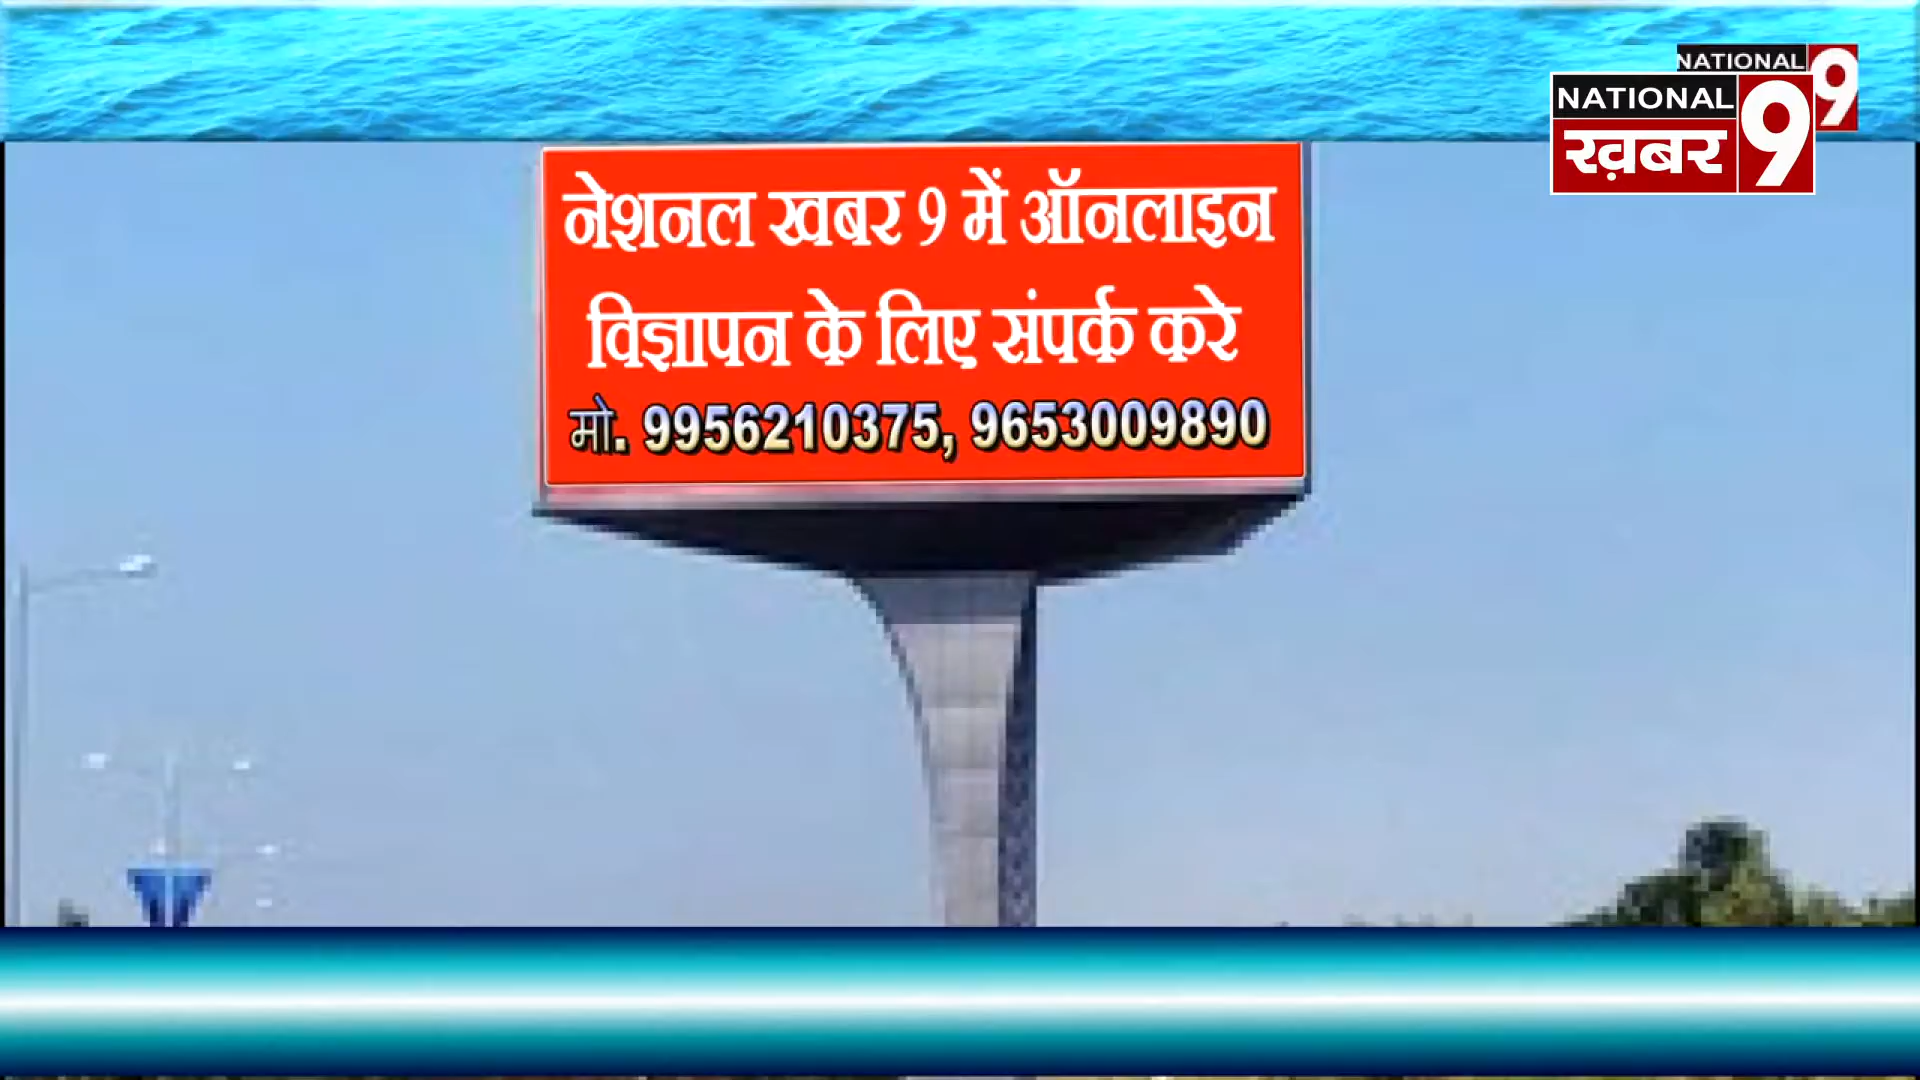 NATIONAL 9
NATIONAL
ख़बर 9
नेशनल खबर 9 में ऑनलाइन
विज्ञापन के लिए संपर्क करे
मो. 9956210375, 9653009890